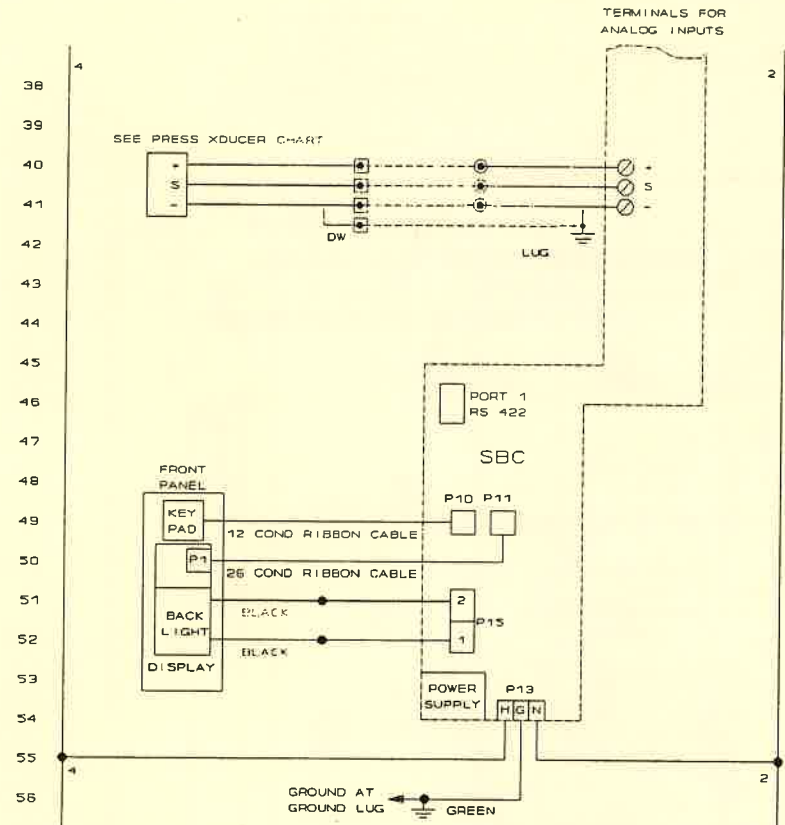 TERMINALS FOR
ANALOG INPUTS
4
2
38
39
SEE PRESS XDUCER CHART
40
+
+
S
S
41
-
-
DW
42
LUG
43
44
45
46
PORT 1
RS 422
47
SBC
48
FRONT
PANEL
P10 P11
49
KEY
PAD
12 COND RIBBON CABLE
50
P1
26 COND RIBBON CABLE
51
2
BLACK
BACK
LIGHT
P15
52
1
BLACK
DISPLAY
53
POWER
SUPPLY
P13
54
H G N
55
4
2
56
GROUND AT
GROUND LUG
GREEN